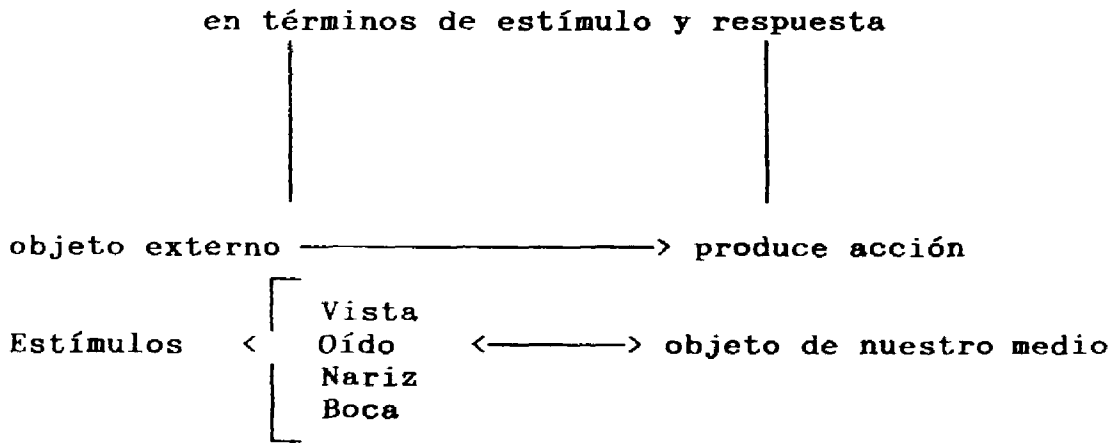 en términos de estímulo y respuesta
objeto externo ————————> produce acción
Vista
Estímulos < Oído <————> objeto de nuestro medio
Nariz
Boca